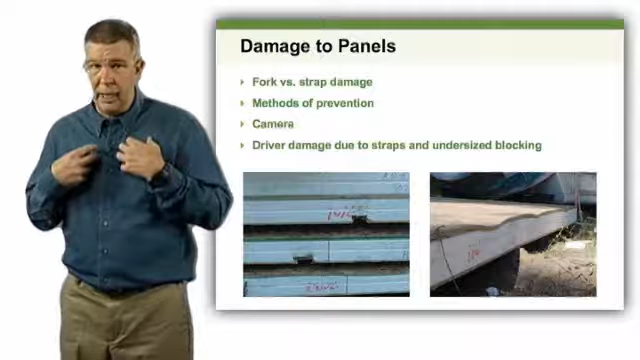 Damage to Panels
Fork vs. strap damage
Methods of prevention
Camera
Driver damage due to straps and undersized blocking